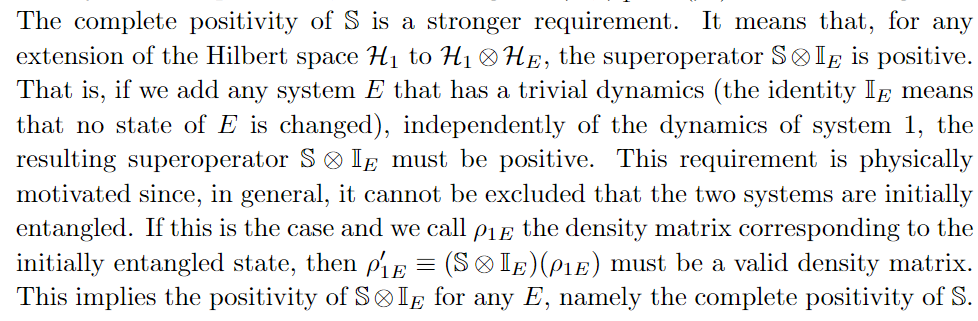 The complete positivity of 𝕊 is a stronger requirement. It means that, for any
extension of the Hilbert space ℋ₁ to ℋ₁ ⊗ ℋ_E, the superoperator 𝕊⊗𝕀_E is positive.
That is, if we add any system E that has a trivial dynamics (the identity 𝕀_E means
that no state of E is changed), independently of the dynamics of system 1, the
resulting superoperator 𝕊 ⊗ 𝕀_E must be positive. This requirement is physically
motivated since, in general, it cannot be excluded that the two systems are initially
entangled. If this is the case and we call ρ₁E the density matrix corresponding to the
initially entangled state, then ρ′₁E ≡ (𝕊 ⊗ 𝕀_E)(ρ₁E) must be a valid density matrix.
This implies the positivity of 𝕊⊗𝕀_E for any E, namely the complete positivity of 𝕊.